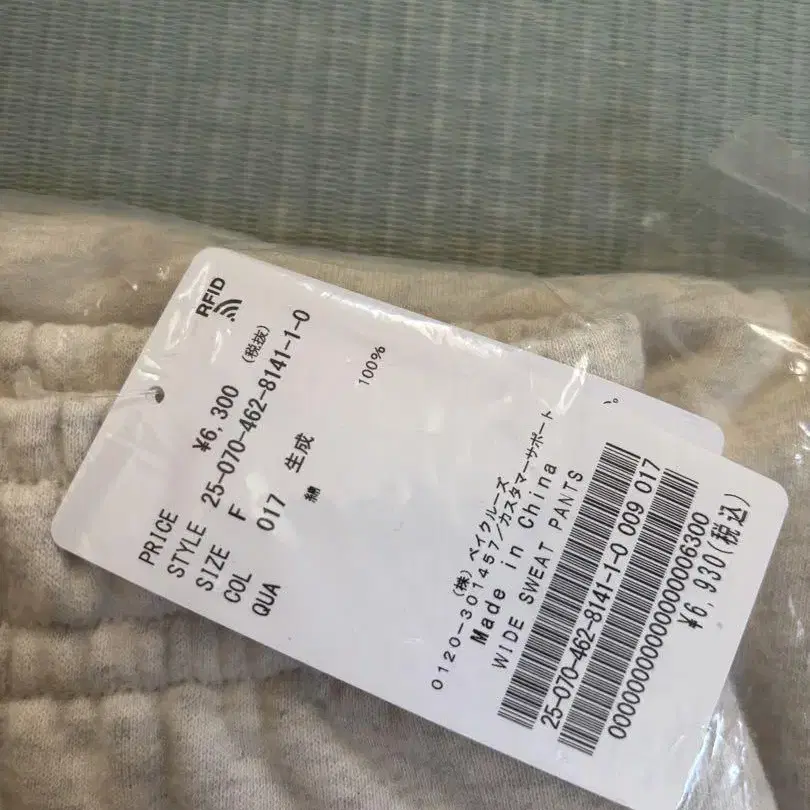 RFID
PRICE ¥6,300 (税抜)
STYLE 25-070-462-8141-1-0
SIZE F
COL 017 生成
QUA 綿 100%
(株)ベイクルーズ
0120-301457/カスタマーサポート
Made in China
WIDE SWEAT PANTS
25-070-462-8141-1-0 009 017
¥6,930(税込)